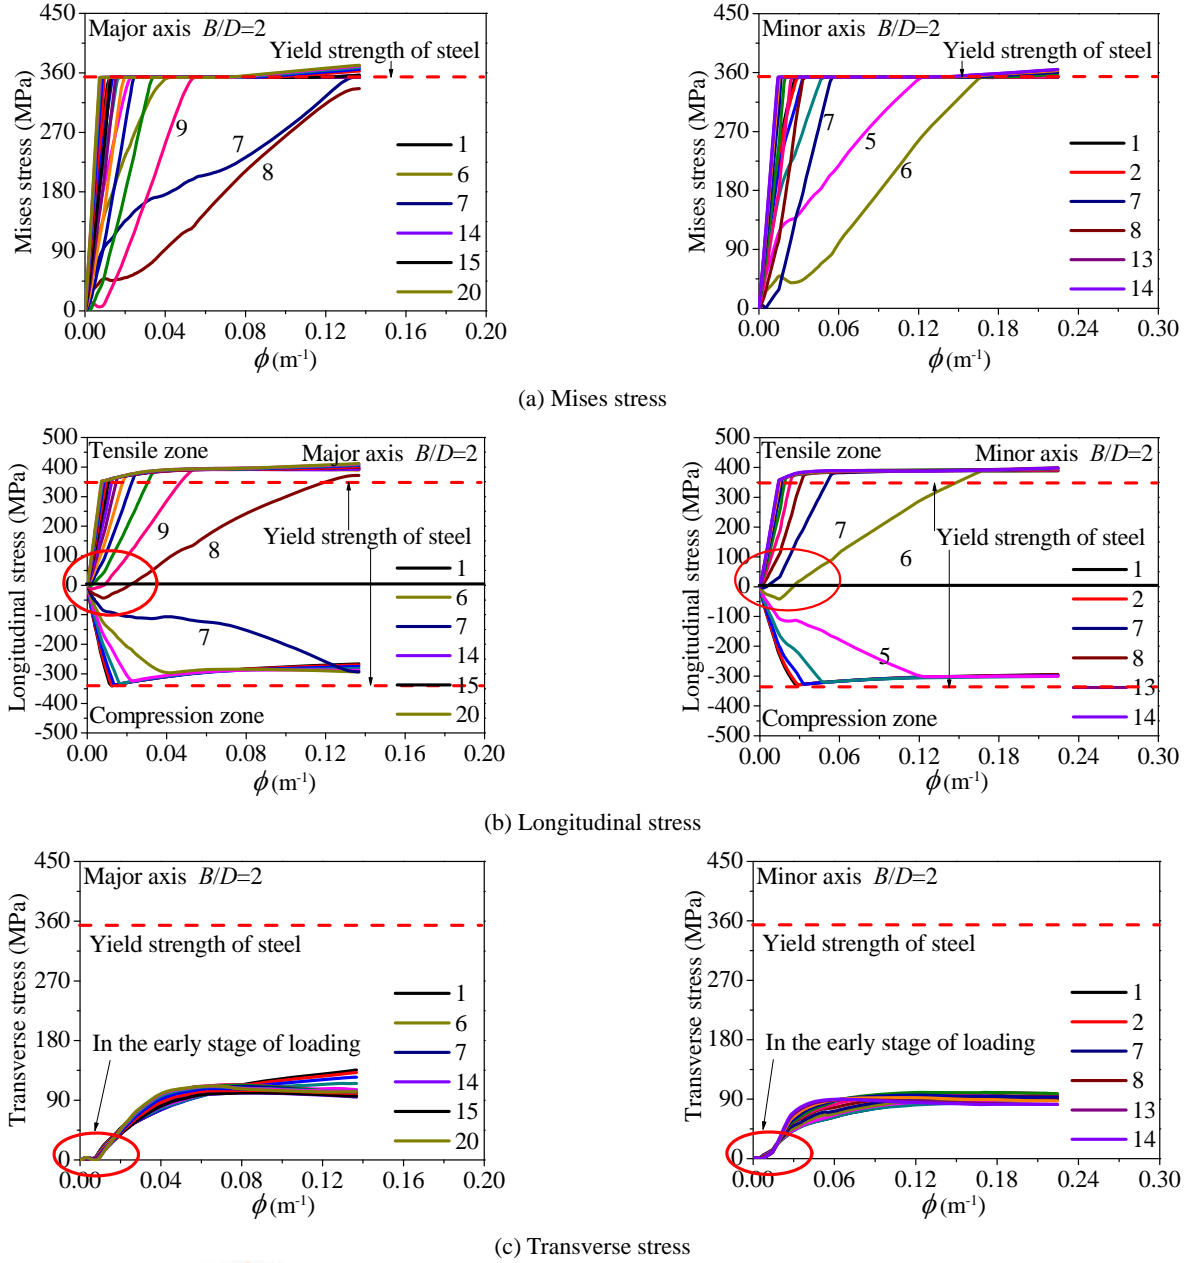 Major axis B/D=2
Yield strength of steel
Mises stress (MPa)
450
360
270
180
90
0
9
7
8
1
6
7
14
15
20
0.00 0.04 0.08 0.12 0.16 0.20
ϕ (m-1)
Minor axis B/D=2
Yield strength of steel
Mises stress (MPa)
450
360
270
180
90
0
7
5
6
1
2
7
8
13
14
0.00 0.06 0.12 0.18 0.24 0.30
ϕ (m-1)
(a) Mises stress
Tensile zone
Major axis B/D=2
Longitudinal stress (MPa)
500
400
300
200
100
0
-100
-200
-300
-400
-500
9
8
Yield strength of steel
7
1
6
7
14
15
20
Compression zone
0.00 0.04 0.08 0.12 0.16 0.20
ϕ (m-1)
Tensile zone
Minor axis B/D=2
Longitudinal stress (MPa)
500
400
300
200
100
0
-100
-200
-300
-400
-500
7
6
Yield strength of steel
5
1
2
7
8
13
14
Compression zone
0.00 0.06 0.12 0.18 0.24 0.30
ϕ (m-1)
(b) Longitudinal stress
Major axis B/D=2
Yield strength of steel
Transverse stress (MPa)
450
360
270
180
90
0
In the early stage of loading
1
6
7
14
15
20
0.00 0.04 0.08 0.12 0.16 0.20
ϕ (m-1)
Minor axis B/D=2
Yield strength of steel
Transverse stress (MPa)
450
360
270
180
90
0
In the early stage of loading
1
2
7
8
13
14
0.00 0.06 0.12 0.18 0.24 0.30
ϕ (m-1)
(c) Transverse stress